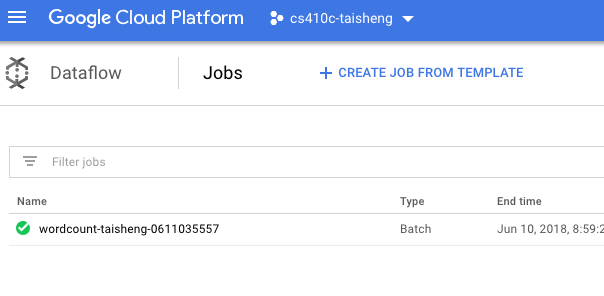 Google Cloud Platform cs410c-taisheng
Dataflow Jobs + CREATE JOB FROM TEMPLATE
Filter jobs
Name Type End time
wordcount-taisheng-0611035557 Batch Jun 10, 2018, 8:59:2